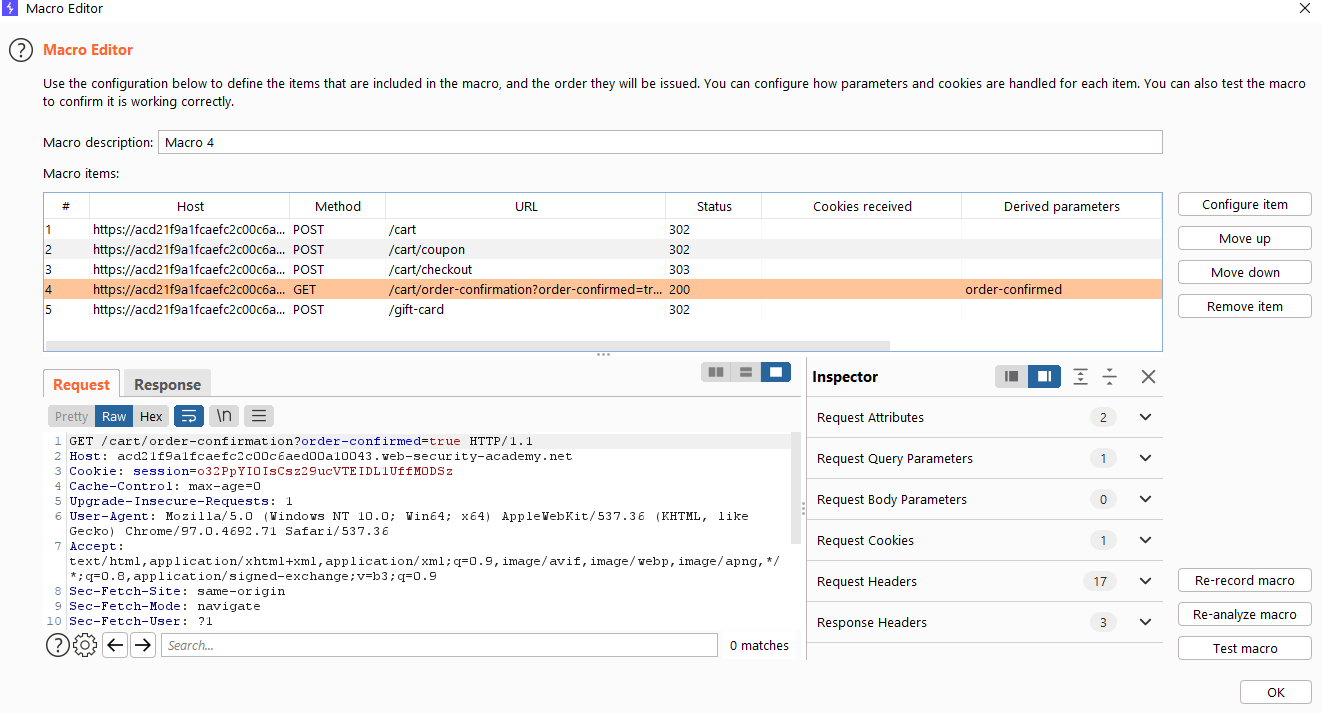 Macro Editor
Macro Editor
Use the configuration below to define the items that are included in the macro, and the order they will be issued. You can configure how parameters and cookies are handled for each item. You can also test the macro
to confirm it is working correctly.
Macro description: Macro 4
Macro items:
# Host Method URL Status Cookies received Derived parameters
1 https://acd21f9a1fcaefc2c00c6a... POST /cart 302
2 https://acd21f9a1fcaefc2c00c6a... POST /cart/coupon 302
3 https://acd21f9a1fcaefc2c00c6a... POST /cart/checkout 303
4 https://acd21f9a1fcaefc2c00c6a... GET /cart/order-confirmation?order-confirmed=tr... 200 order-confirmed
5 https://acd21f9a1fcaefc2c00c6a... POST /gift-card 302
Configure item
Move up
Move down
Remove item
Request Response
Pretty Raw Hex \n
1 GET /cart/order-confirmation?order-confirmed=true HTTP/1.1
2 Host: acd21f9a1fcaefc2c00c6aed00a10043.web-security-academy.net
3 Cookie: session=o32PpYI0IsCsz29ucVTEIDL1UffM0DSz
4 Cache-Control: max-age=0
5 Upgrade-Insecure-Requests: 1
6 User-Agent: Mozilla/5.0 (Windows NT 10.0; Win64; x64) AppleWebKit/537.36 (KHTML, like
Gecko) Chrome/97.0.4692.71 Safari/537.36
7 Accept:
text/html,application/xhtml+xml,application/xml;q=0.9,image/avif,image/webp,image/apng,*/
*;q=0.8,application/signed-exchange;v=b3;q=0.9
8 Sec-Fetch-Site: same-origin
9 Sec-Fetch-Mode: navigate
10 Sec-Fetch-User: ?1
Search...
0 matches
Inspector
Request Attributes 2
Request Query Parameters 1
Request Body Parameters 0
Request Cookies 1
Request Headers 17
Response Headers 3
Re-record macro
Re-analyze macro
Test macro
OK